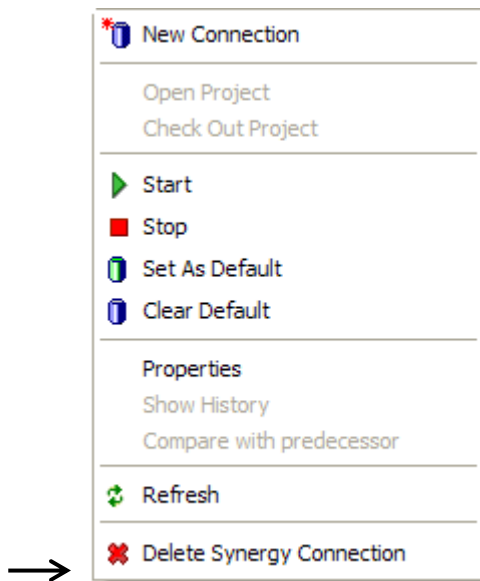 New Connection
Open Project
Check Out Project
Start
Stop
Set As Default
Clear Default
Properties
Show History
Compare with predecessor
Refresh
Delete Synergy Connection